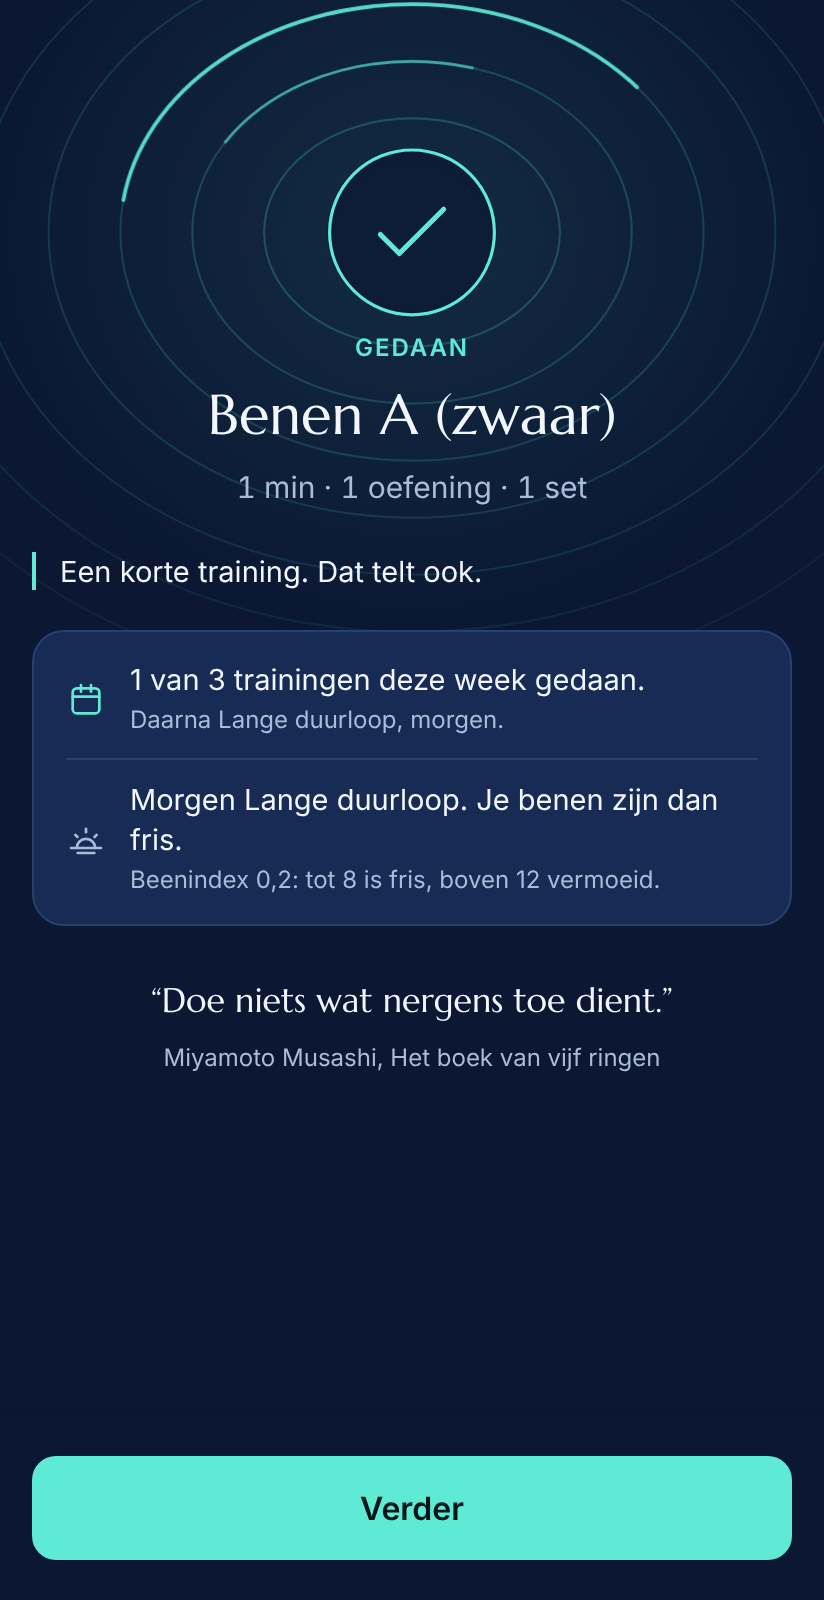 GEDAAN
Benen A (zwaar)
1 min · 1 oefening · 1 set
Een korte training. Dat telt ook.
1 van 3 trainingen deze week gedaan.
Daarna Lange duurloop, morgen.
Morgen Lange duurloop. Je benen zijn dan
fris.
Beenindex 0,2: tot 8 is fris, boven 12 vermoeid.
“Doe niets wat nergens toe dient.”
Miyamoto Musashi, Het boek van vijf ringen
Verder